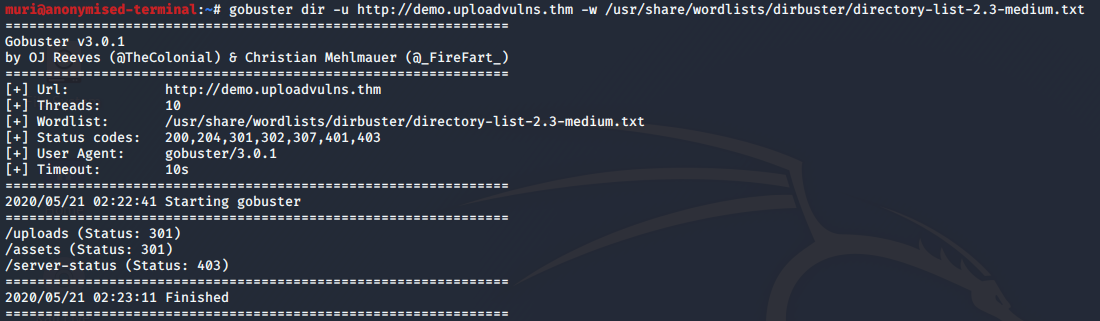 muri@anonymised-terminal:~# gobuster dir -u http://demo.uploadvulns.thm -w /usr/share/wordlists/dirbuster/directory-list-2.3-medium.txt
===============================================================
Gobuster v3.0.1
by OJ Reeves (@TheColonial) & Christian Mehlmauer (@_FireFart_)
===============================================================
[+] Url:            http://demo.uploadvulns.thm
[+] Threads:        10
[+] Wordlist:       /usr/share/wordlists/dirbuster/directory-list-2.3-medium.txt
[+] Status codes:   200,204,301,302,307,401,403
[+] User Agent:     gobuster/3.0.1
[+] Timeout:        10s
===============================================================
2020/05/21 02:22:41 Starting gobuster
===============================================================
/uploads (Status: 301)
/assets (Status: 301)
/server-status (Status: 403)
===============================================================
2020/05/21 02:23:11 Finished
===============================================================